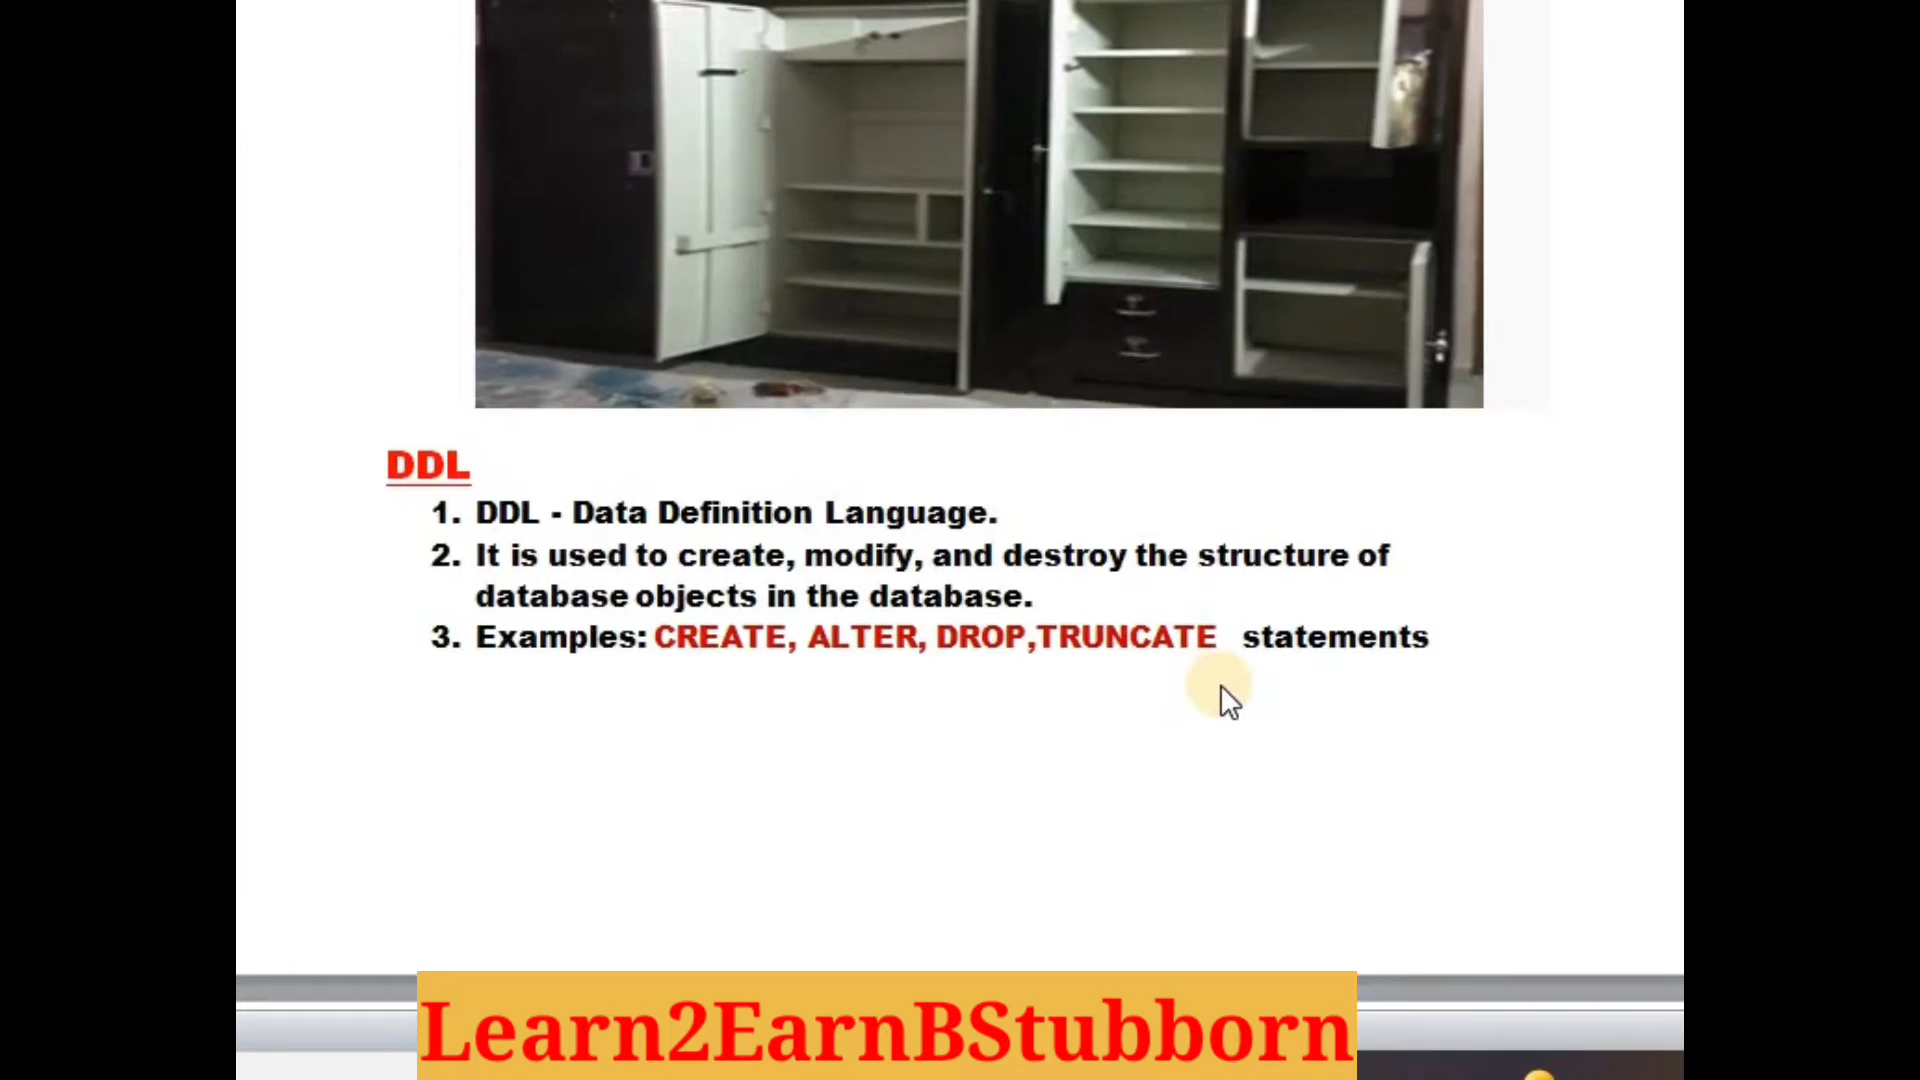 DDL
1. DDL - Data Definition Language.
2. It is used to create, modify, and destroy the structure of
database objects in the database.
3. Examples: CREATE, ALTER, DROP,TRUNCATE statements
Learn2EarnBStubborn